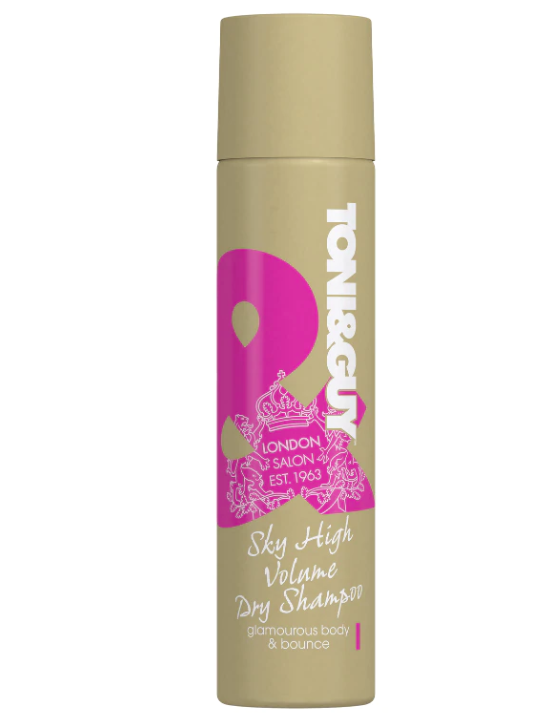 TONI&GUY
LONDON
SALON
EST. 1963
Sky High
Volume
Dry Shampoo
glamourous body
& bounce